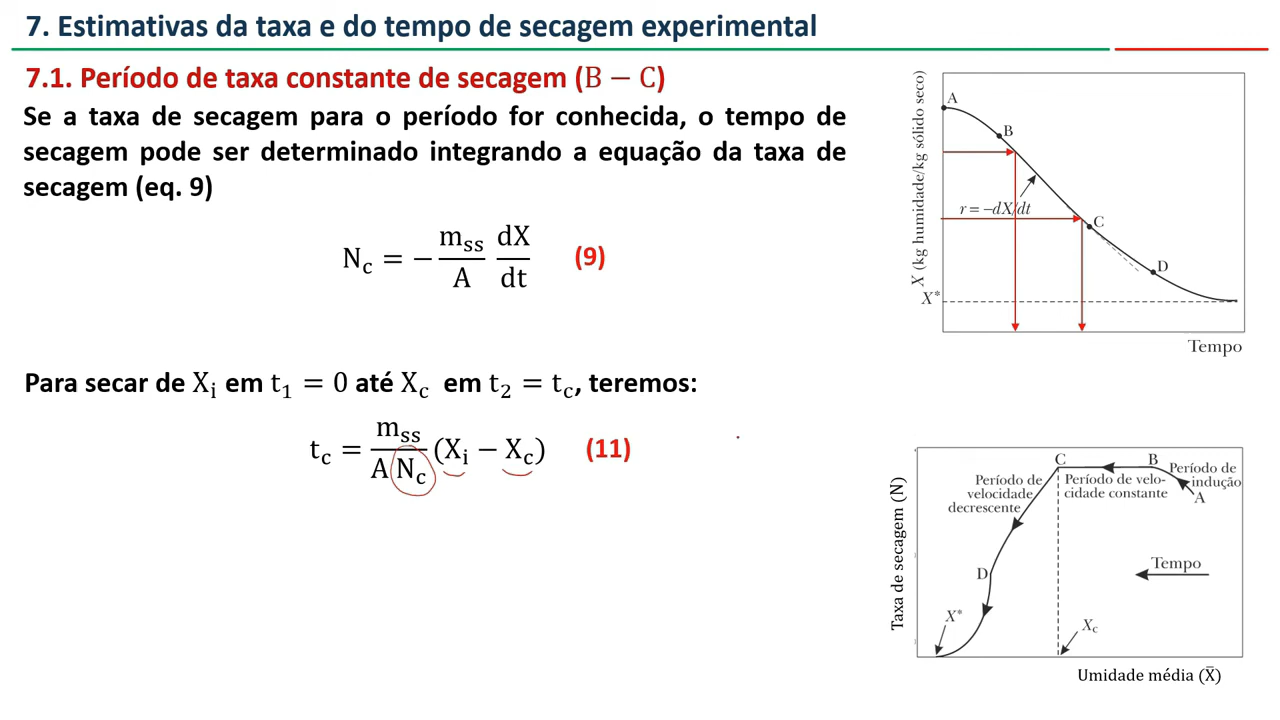 7. Estimativas da taxa e do tempo de secagem experimental
7.1. Período de taxa constante de secagem (B − C)
Se a taxa de secagem para o período for conhecida, o tempo de
secagem pode ser determinado integrando a equação da taxa de
secagem (eq. 9)
N_c = − m_ss/A dX/dt (9)
Para secar de X_i em t_1 = 0 até X_c em t_2 = t_c, teremos:
t_c = m_ss/(A N_c) (X_i − X_c) (11)
X (kg humidade/kg sólido seco)
A
B
r = −dX/dt
C
D
X*
Tempo
Taxa de secagem (N)
C
B
Período de
indução
A
Período de velo-
cidade constante
Período de
velocidade
decrescente
Tempo
D
X*
X_c
Umidade média (X̄)